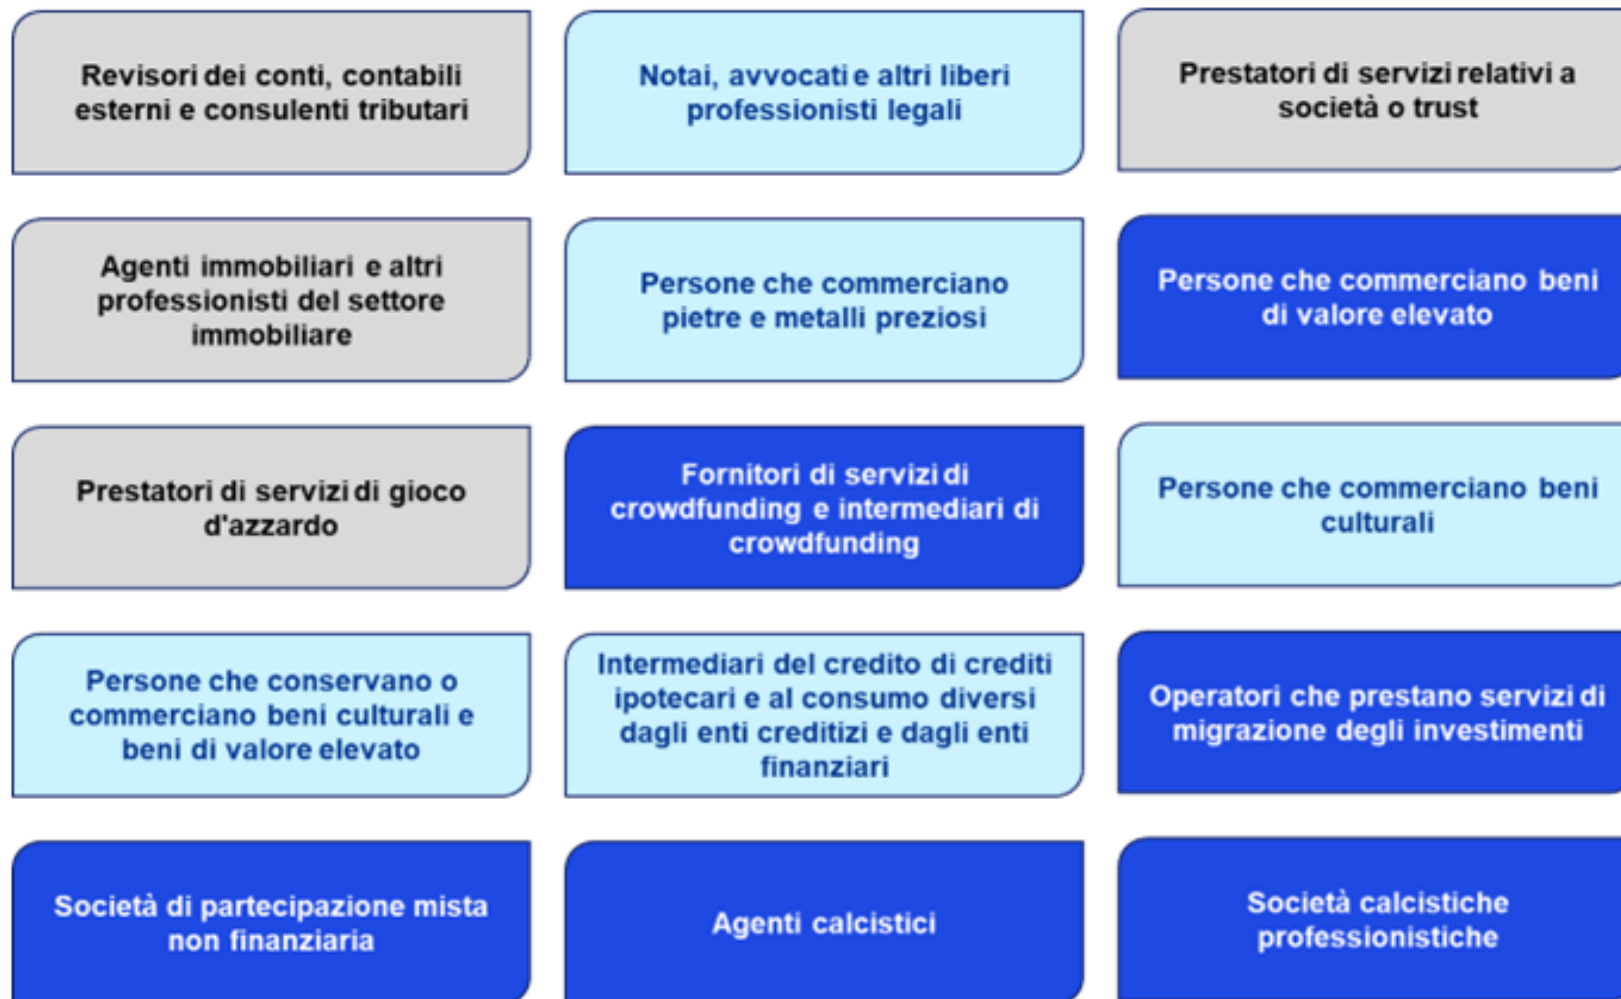 Revisori dei conti, contabili
esterni e consulenti tributari
Notai, avvocati e altri liberi
professionisti legali
Prestatori di servizi relativi a
società o trust
Agenti immobiliari e altri
professionisti del settore
immobiliare
Persone che commerciano
pietre e metalli preziosi
Persone che commerciano beni
di valore elevato
Prestatori di servizi di gioco
d'azzardo
Fornitori di servizi di
crowdfunding e intermediari di
crowdfunding
Persone che commerciano beni
culturali
Persone che conservano o
commerciano beni culturali e
beni di valore elevato
Intermediari del credito di crediti
ipotecari e al consumo diversi
dagli enti creditizi e dagli enti
finanziari
Operatori che prestano servizi di
migrazione degli investimenti
Società di partecipazione mista
non finanziaria
Agenti calcistici
Società calcistiche
professionistiche